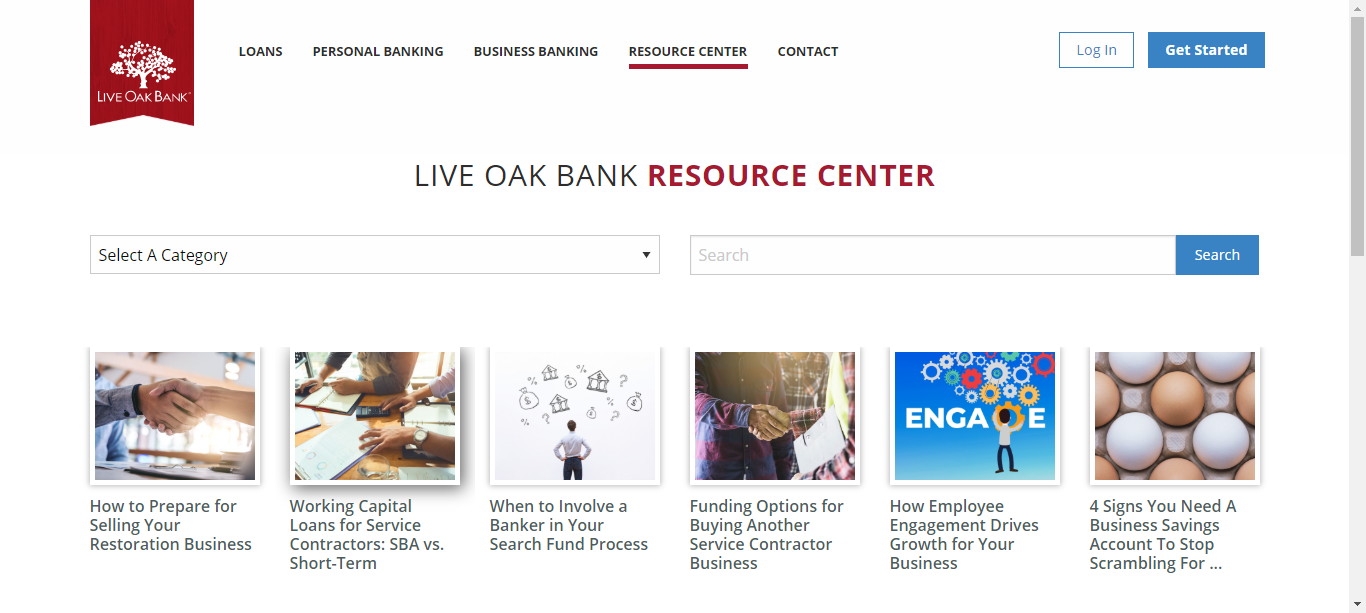 LIVE OAK BANK
LOANS PERSONAL BANKING BUSINESS BANKING RESOURCE CENTER CONTACT
Log In Get Started
LIVE OAK BANK RESOURCE CENTER
Select A Category
Search Search
ENGAGE
How to Prepare for
Selling Your
Restoration Business
Working Capital
Loans for Service
Contractors: SBA vs.
Short-Term
When to Involve a
Banker in Your
Search Fund Process
Funding Options for
Buying Another
Service Contractor
Business
How Employee
Engagement Drives
Growth for Your
Business
4 Signs You Need A
Business Savings
Account To Stop
Scrambling For ...